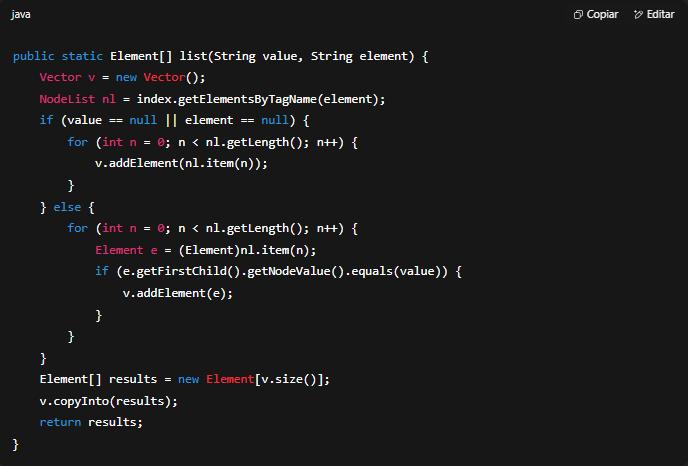 java Copiar Editar
public static Element[] list(String value, String element) {
    Vector v = new Vector();
    NodeList nl = index.getElementsByTagName(element);
    if (value == null || element == null) {
        for (int n = 0; n < nl.getLength(); n++) {
            v.addElement(nl.item(n));
        }
    } else {
        for (int n = 0; n < nl.getLength(); n++) {
            Element e = (Element)nl.item(n);
            if (e.getFirstChild().getNodeValue().equals(value)) {
                v.addElement(e);
            }
        }
    }
    Element[] results = new Element[v.size()];
    v.copyInto(results);
    return results;
}